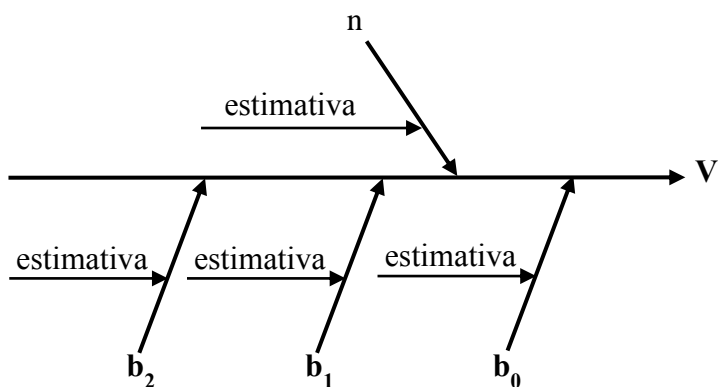 n
estimativa
V
estimativa estimativa estimativa
b₂ b₁ b₀